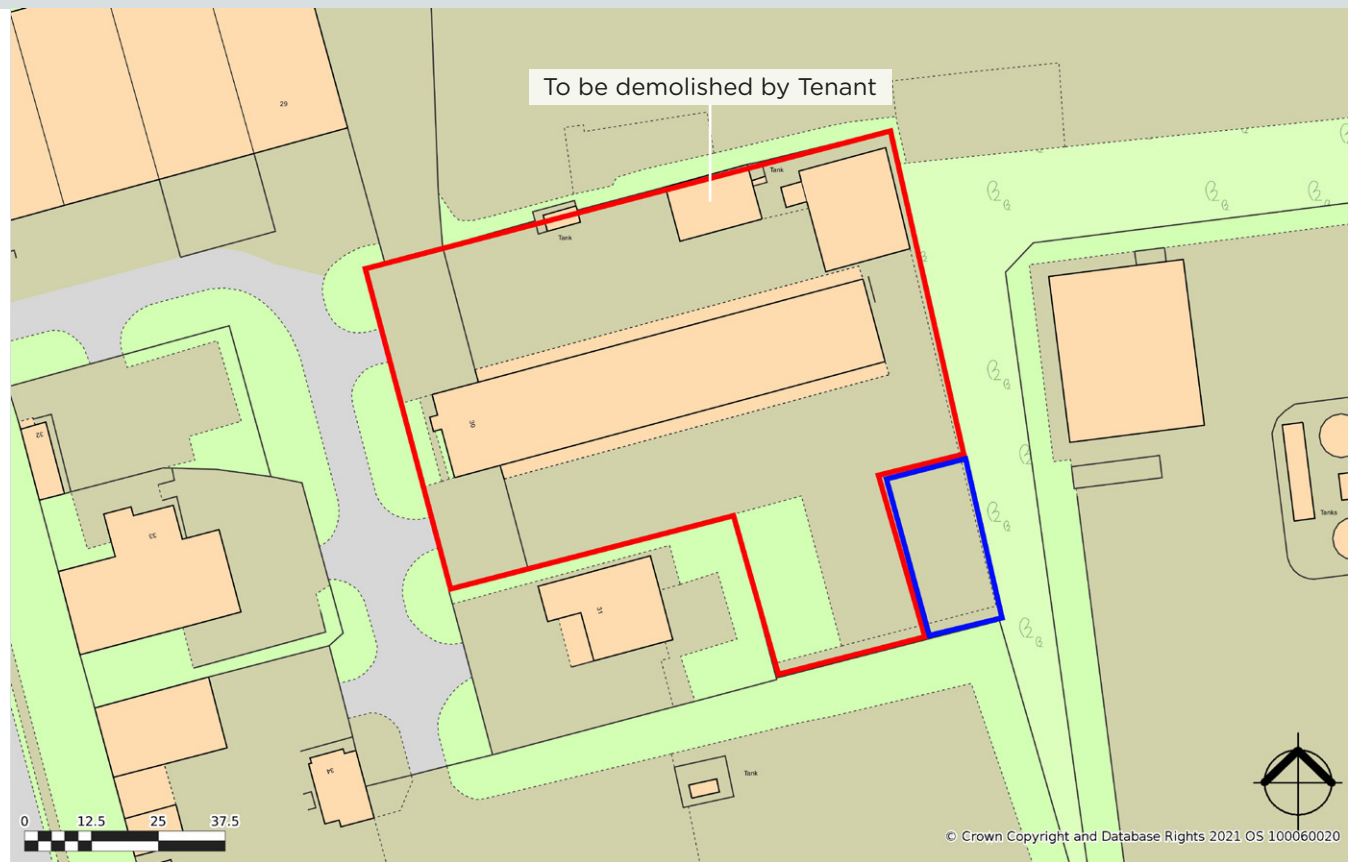 To be demolished by Tenant
29
Tank
Tank
30
32
33
31
Tanks
34
Tank
0 12.5 25 37.5
© Crown Copyright and Database Rights 2021 OS 100060020